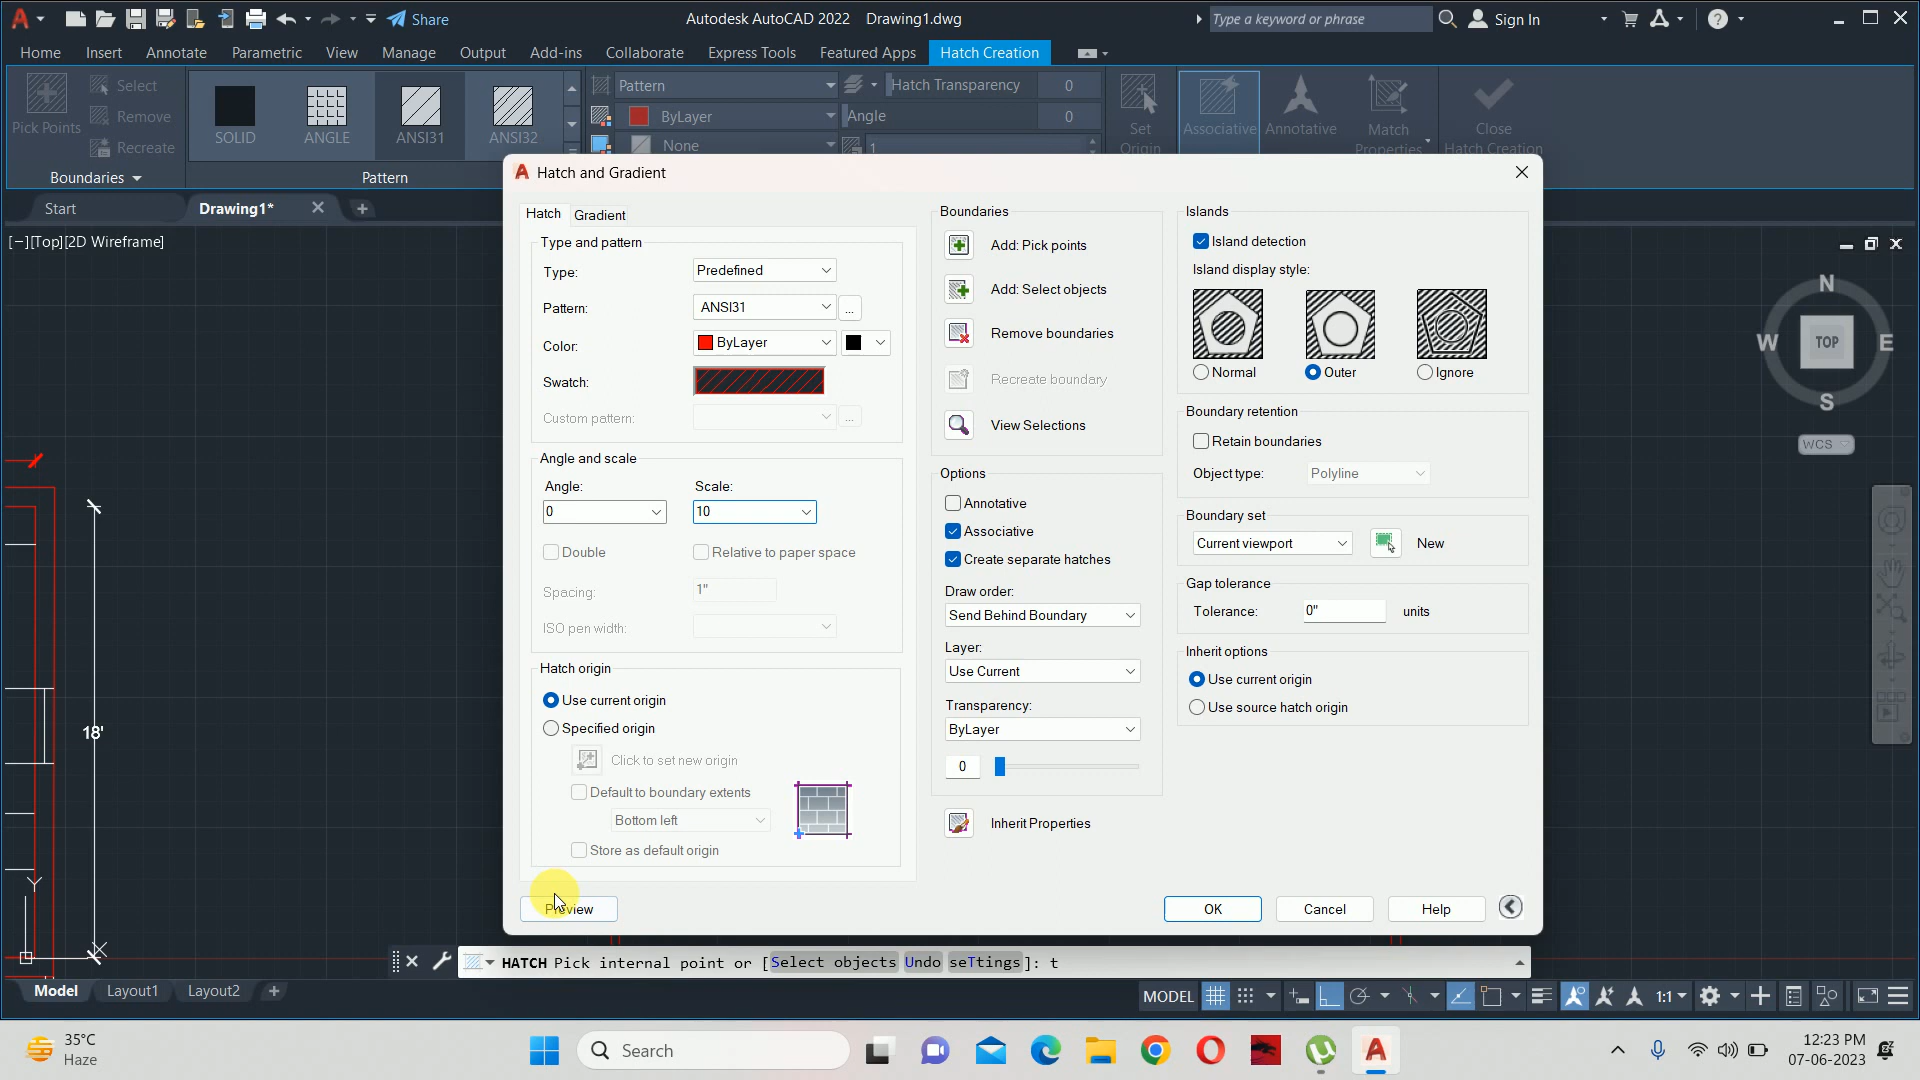 Share
Autodesk AutoCAD 2022 Drawing1.dwg
Type a keyword or phrase
Sign In
Home Insert Annotate Parametric View Manage Output Add-ins Collaborate Express Tools Featured Apps Hatch Creation
Pick Points
Select
Remove
Recreate
Boundaries
SOLID
ANGLE
ANSI31
ANSI32
Pattern
Pattern
ByLayer
None
Hatch Transparency 0
Angle 0
1
Set
Origin
Associative
Annotative
Match
Properties
Close
Hatch Creation
Start
Drawing1*
[−][Top][2D Wireframe]
Hatch and Gradient
Hatch
Gradient
Type and pattern
Type: Predefined
Pattern: ANSI31 ...
Color: ByLayer
Swatch:
Custom pattern: ...
Angle and scale
Angle: Scale:
0 10
Double Relative to paper space
Spacing: 1"
ISO pen width:
Hatch origin
Use current origin
Specified origin
Click to set new origin
Default to boundary extents
Bottom left
Store as default origin
Preview
Boundaries
Add: Pick points
Add: Select objects
Remove boundaries
Recreate boundary
View Selections
Options
Annotative
Associative
Create separate hatches
Draw order:
Send Behind Boundary
Layer:
Use Current
Transparency:
ByLayer
0
Inherit Properties
Islands
Island detection
Island display style:
Normal Outer Ignore
Boundary retention
Retain boundaries
Object type: Polyline
Boundary set
Current viewport New
Gap tolerance
Tolerance: 0" units
Inherit options
Use current origin
Use source hatch origin
OK Cancel Help
N
W TOP E
S
WCS
18'
Y
X
HATCH Pick internal point or [Select objects Undo seTtings]: t
Model Layout1 Layout2
MODEL
1:1
35°C
Haze
Search
12:23 PM
07-06-2023